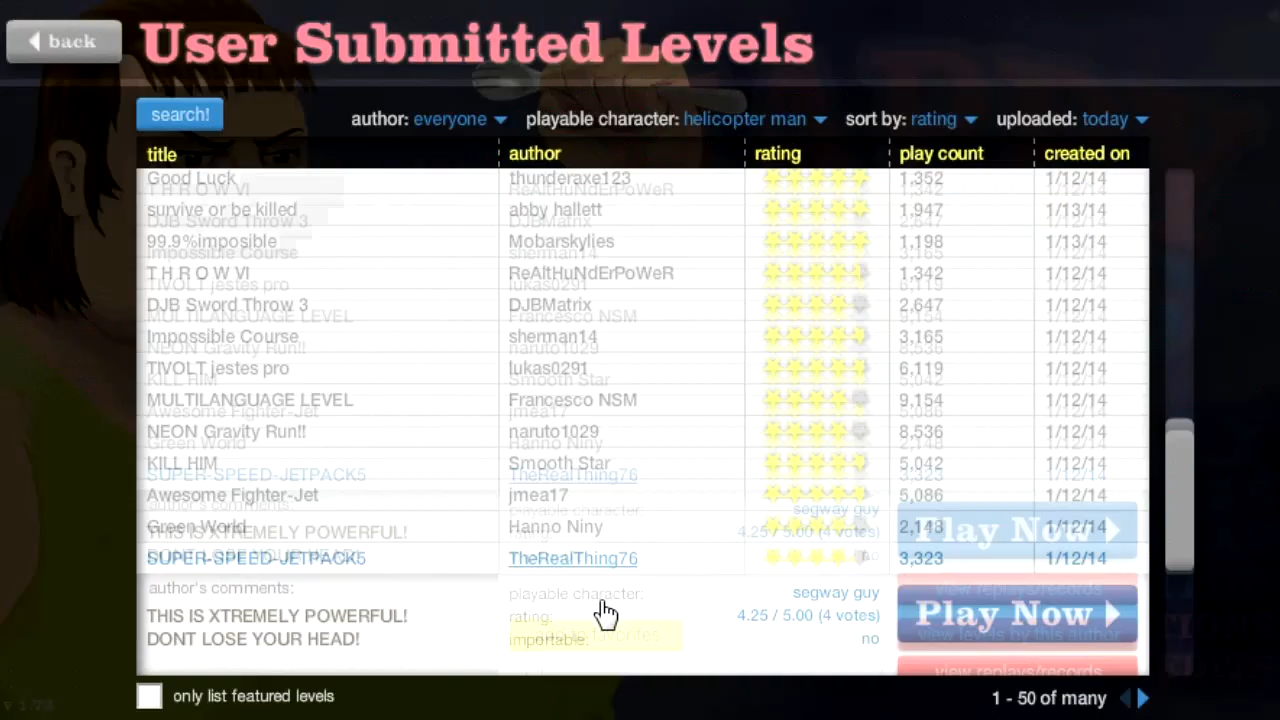 back
User Submitted Levels
search!
author: everyone playable character: helicopter man sort by: rating uploaded: today
title author rating play count created on
Good Luck thunderaxe123 1,352 1/12/14
survive or be killed abby hallett 1,947 1/13/14
99.9%imposible Mobarskylies 1,198 1/13/14
T H R O W VI ReAltHuNdErPoWeR 1,342 1/12/14
DJB Sword Throw 3 DJBMatrix 2,647 1/12/14
Impossible Course sherman14 3,165 1/12/14
TIVOLT jestes pro lukas0291 6,119 1/12/14
MULTILANGUAGE LEVEL Francesco NSM 9,154 1/12/14
NEON Gravity Run!! naruto1029 8,536 1/12/14
KILL HIM Smooth Star 5,042 1/12/14
Awesome Fighter-Jet jmea17 5,086 1/12/14
Green World Hanno Niny 2,148 1/12/14
SUPER-SPEED-JETPACK5 TheRealThing76 3,323 1/12/14
author's comments: playable character: segway guy
THIS IS XTREMELY POWERFUL! rating: 4.25 / 5.00 (4 votes) Play Now
DONT LOSE YOUR HEAD! importable: no
view levels by this author
view replays/records
only list featured levels 1 - 50 of many